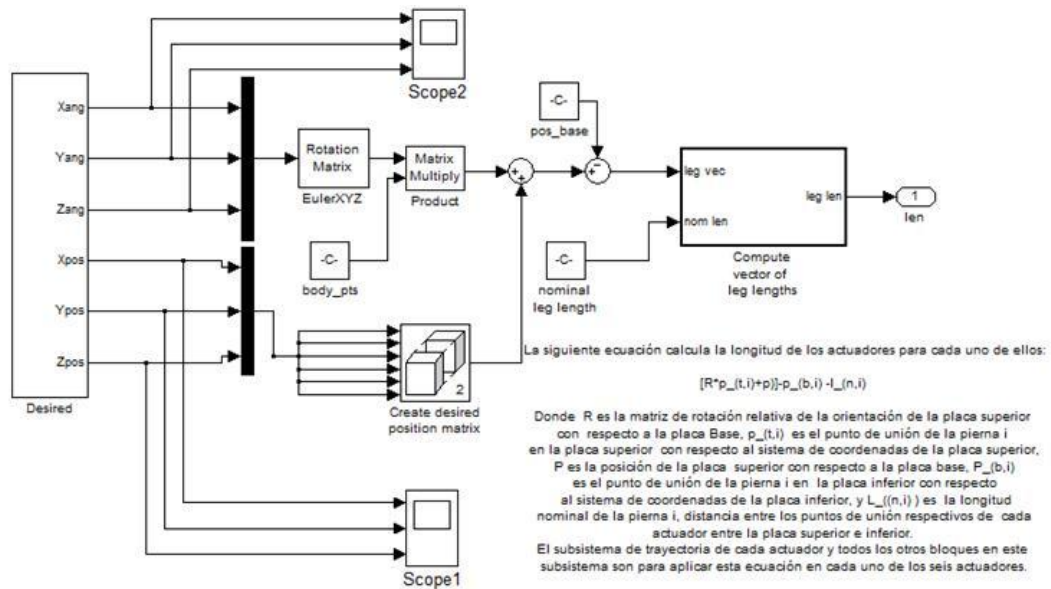 Xang
Yang
Zang
Xpos
Ypos
Zpos
Desired
Scope2
Rotation
Matrix
EulerXYZ
Matrix
Multiply
Product
-C-
body_pts
-C-
pos_base
-C-
nominal
leg length
leg vec
nom len
leg len
Compute
vector of
leg lengths
1
len
2
Create desired
position matrix
Scope1
La siguiente ecuación calcula la longitud de los actuadores para cada uno de ellos:
[R*p_(t,i)+p)]-p_(b,i) -l_(n,i)
Donde R es la matriz de rotación relativa de la orientación de la placa superior
con respecto a la placa Base, p_(t,i) es el punto de unión de la pierna i
en la placa superior con respecto al sistema de coordenadas de la placa superior,
P es la posición de la placa superior con respecto a la placa base, P_(b,i)
es el punto de unión de la pierna i en la placa inferior con respecto
al sistema de coordenadas de la placa inferior, y L_((n,i) ) es la longitud
nominal de la pierna i, distancia entre los puntos de unión respectivos de cada
actuador entre la placa superior e inferior.
El subsistema de trayectoria de cada actuador y todos los otros bloques en este
subsistema son para aplicar esta ecuación en cada uno de los seis actuadores.